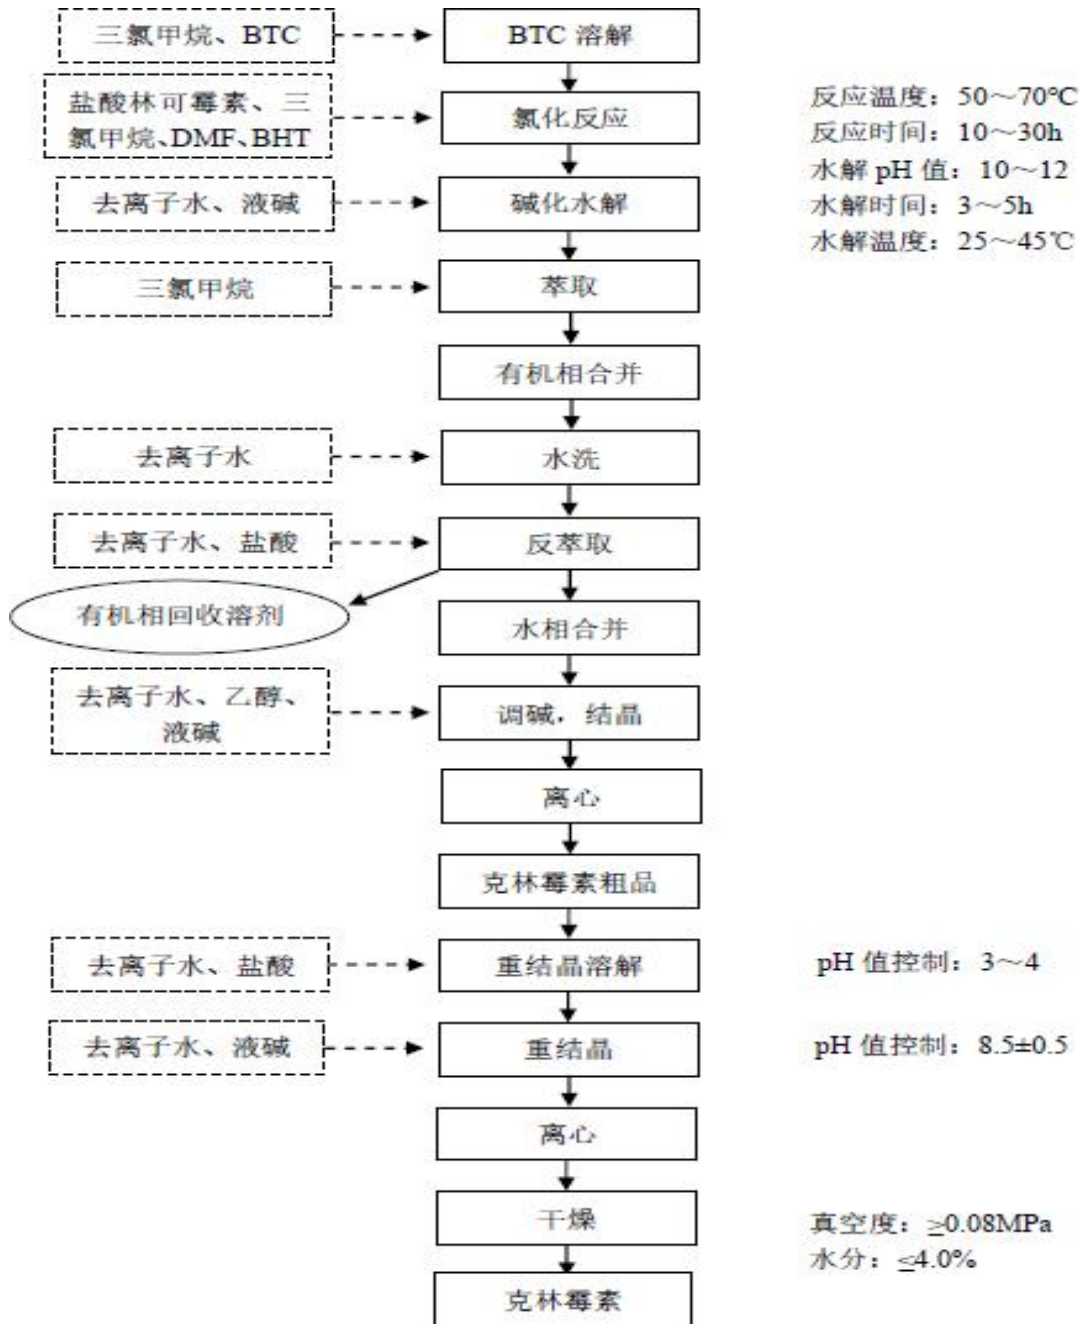 三氯甲烷、BTC
BTC 溶解
盐酸林可霉素、三
氯甲烷、DMF、BHT
氯化反应
反应温度：50～70℃
反应时间：10～30h
水解 pH 值：10～12
水解时间：3～5h
水解温度：25～45℃
去离子水、液碱
碱化水解
三氯甲烷
萃取
有机相合并
去离子水
水洗
去离子水、盐酸
反萃取
有机相回收溶剂
水相合并
去离子水、乙醇、
液碱
调碱，结晶
离心
克林霉素粗品
去离子水、盐酸
重结晶溶解
pH 值控制：3～4
去离子水、液碱
重结晶
pH 值控制：8.5±0.5
离心
干燥
真空度：≥0.08MPa
水分：≤4.0%
克林霉素